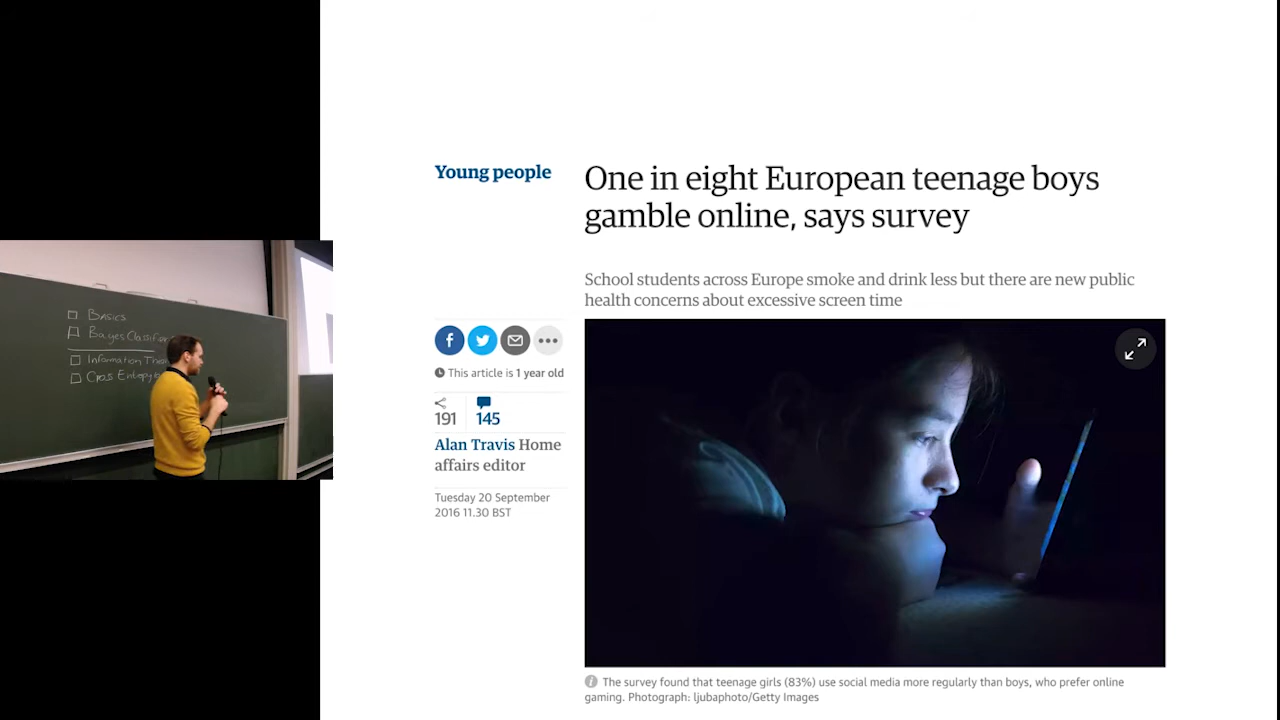 Basics
Bayes Classifier
Information
Cross Entropy
Young people
One in eight European teenage boys
gamble online, says survey
School students across Europe smoke and drink less but there are new public
health concerns about excessive screen time
This article is 1 year old
191 145
Alan Travis Home
affairs editor
Tuesday 20 September
2016 11.30 BST
The survey found that teenage girls (83%) use social media more regularly than boys, who prefer online
gaming. Photograph: ljubaphoto/Getty Images